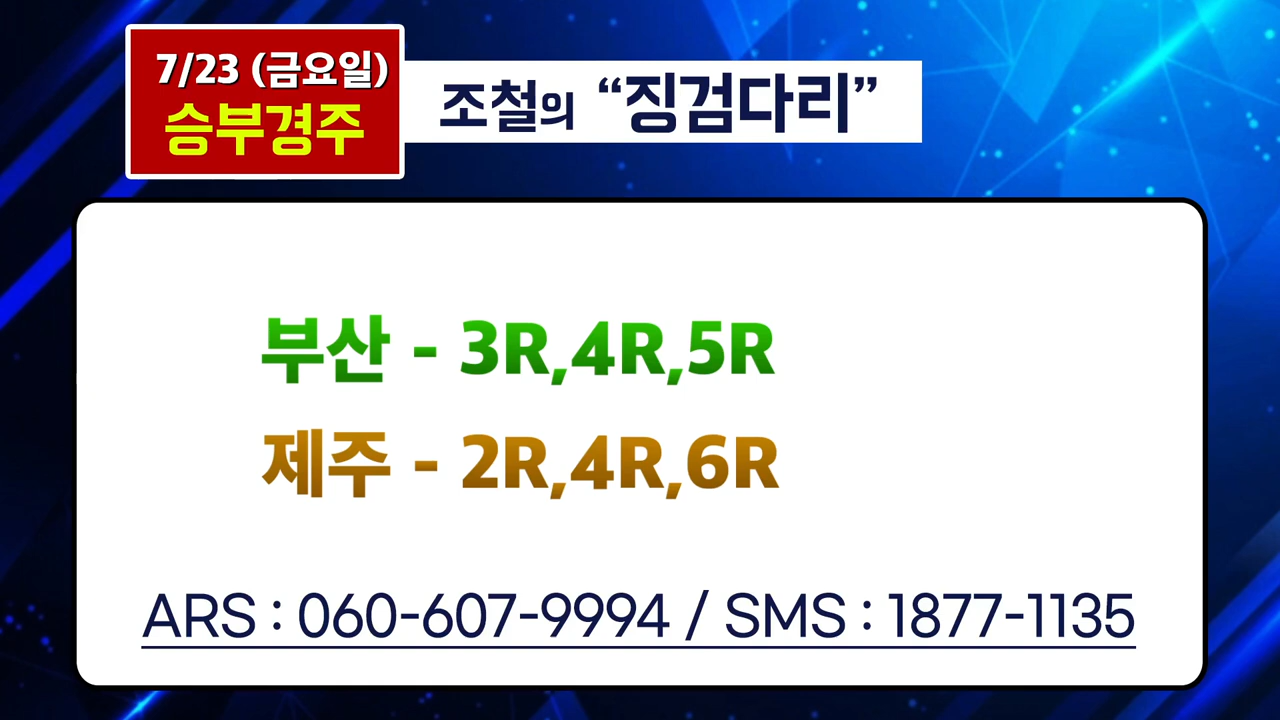 7/23 (금요일)
승부경주
조철의 “징검다리”
부산 - 3R,4R,5R
제주 - 2R,4R,6R
ARS : 060-607-9994 / SMS : 1877-1135